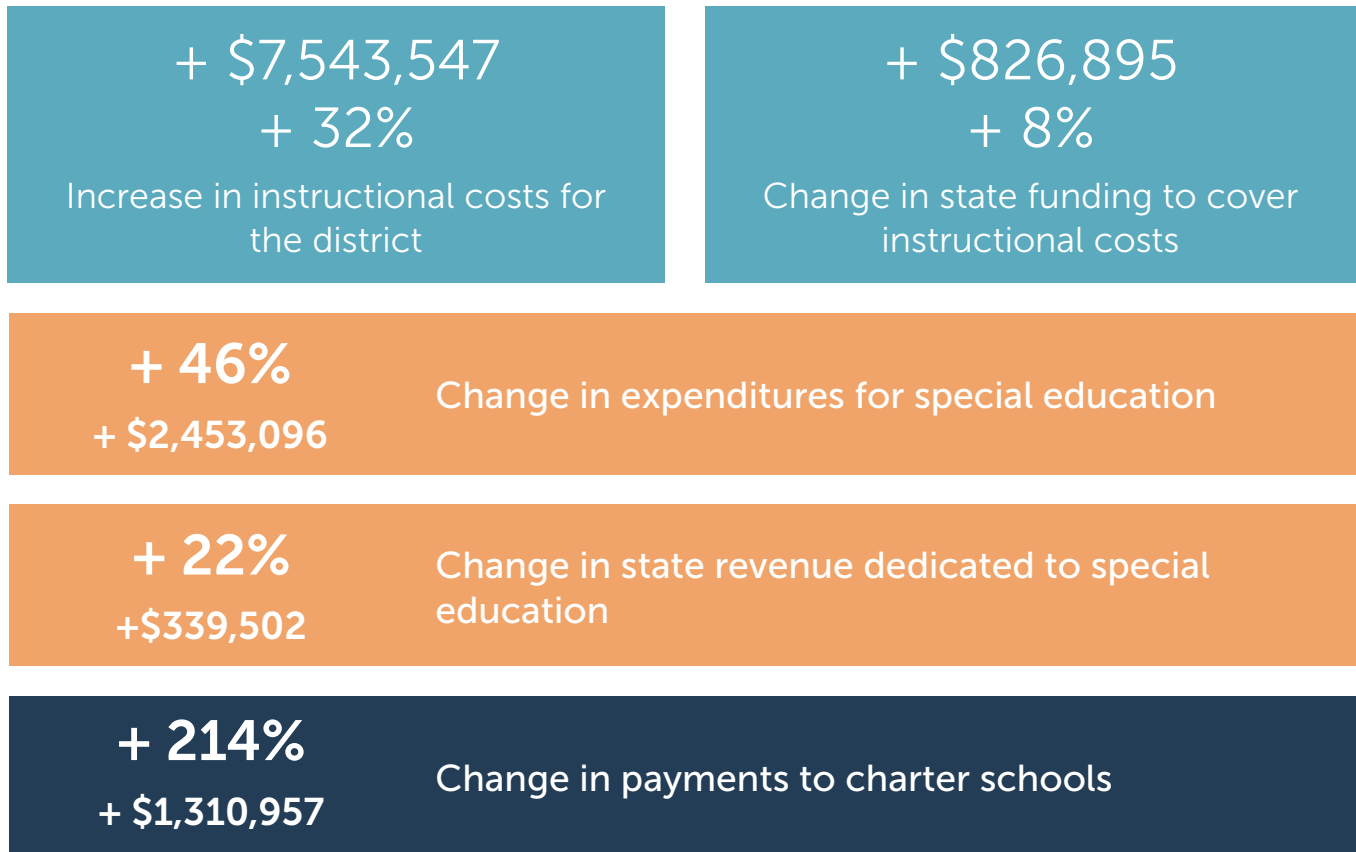 + $7,543,547
+ 32%
Increase in instructional costs for
the district
+ $826,895
+ 8%
Change in state funding to cover
instructional costs
+ 46%
+ $2,453,096
Change in expenditures for special education
+ 22%
+$339,502
Change in state revenue dedicated to special
education
+ 214%
+ $1,310,957
Change in payments to charter schools